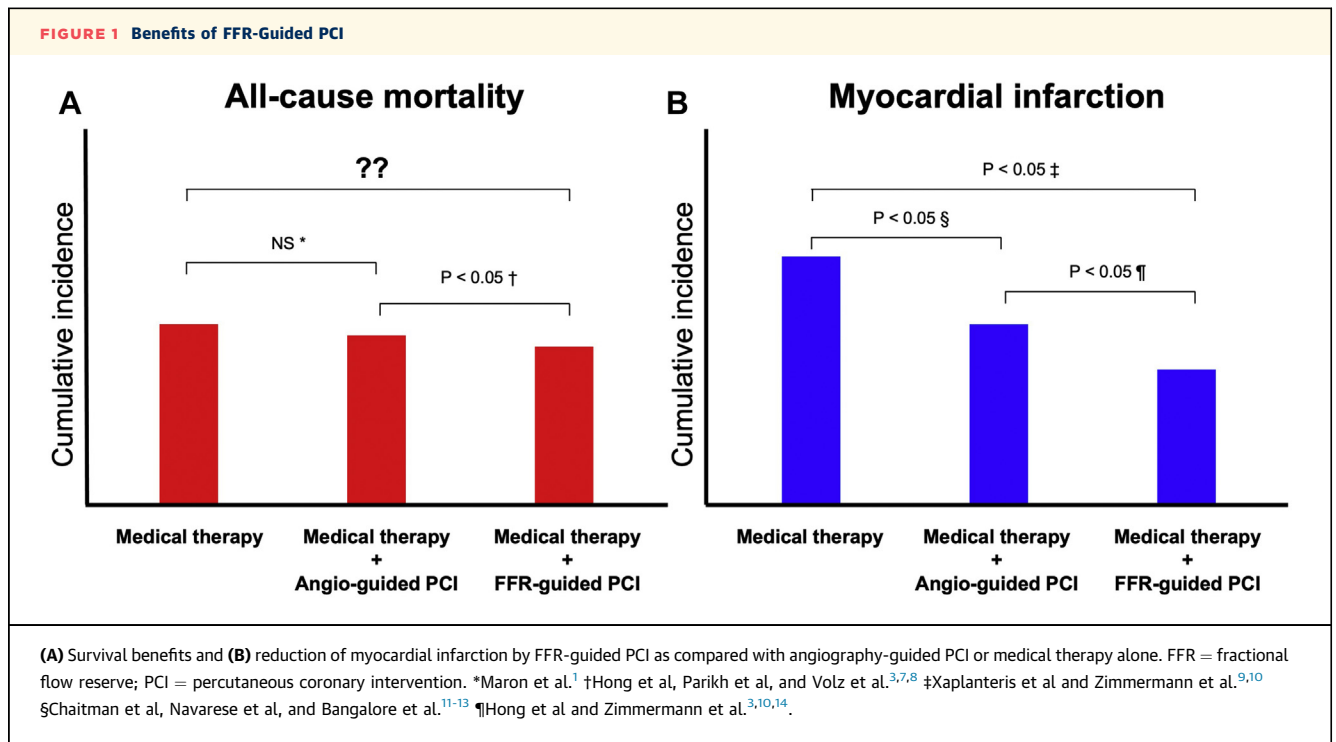 FIGURE 1 Benefits of FFR-Guided PCI
A
All-cause mortality
??
NS *
P < 0.05 †
Cumulative incidence
Medical therapy
Medical therapy
+
Angio-guided PCI
Medical therapy
+
FFR-guided PCI
B
Myocardial infarction
P < 0.05 ‡
P < 0.05 §
P < 0.05 ¶
Cumulative incidence
Medical therapy
Medical therapy
+
Angio-guided PCI
Medical therapy
+
FFR-guided PCI
(A) Survival benefits and (B) reduction of myocardial infarction by FFR-guided PCI as compared with angiography-guided PCI or medical therapy alone. FFR = fractional
flow reserve; PCI = percutaneous coronary intervention. *Maron et al.1 †Hong et al, Parikh et al, and Volz et al.3,7,8 ‡Xaplanteris et al and Zimmermann et al.9,10
§Chaitman et al, Navarese et al, and Bangalore et al.11-13 ¶Hong et al and Zimmermann et al.3,10,14.